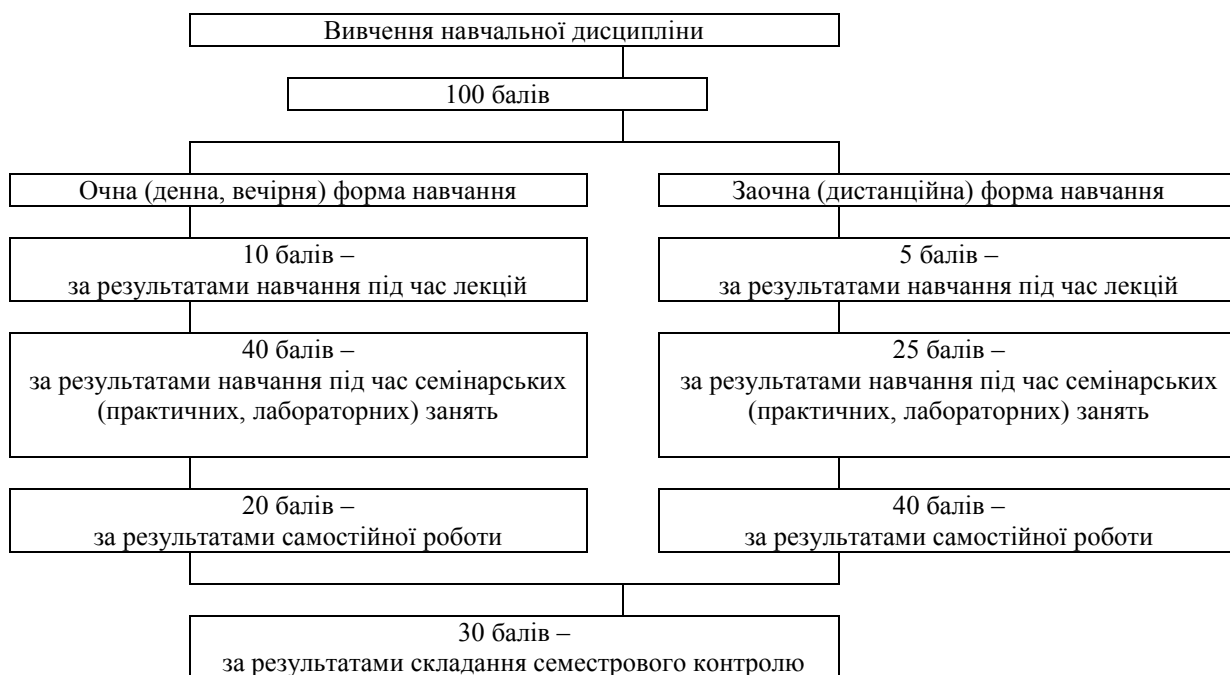 Вивчення навчальної дисципліни
100 балів
Очна (денна, вечірня) форма навчання
Заочна (дистанційна) форма навчання
10 балів –
за результатами навчання під час лекцій
5 балів –
за результатами навчання під час лекцій
40 балів –
за результатами навчання під час семінарських
(практичних, лабораторних) занять
25 балів –
за результатами навчання під час семінарських
(практичних, лабораторних) занять
20 балів –
за результатами самостійної роботи
40 балів –
за результатами самостійної роботи
30 балів –
за результатами складання семестрового контролю